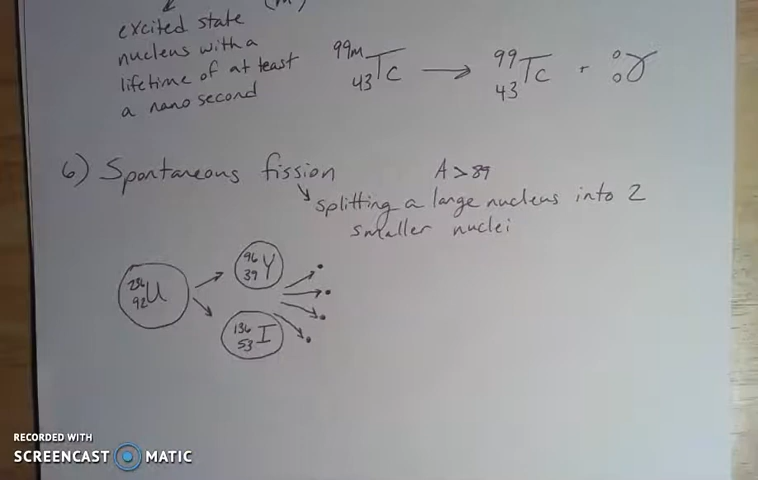 (m)
excited state
nucleus with a
lifetime of at least
a nano second
99m 43 Tc → 99 43 Tc + 0 0 γ
6) Spontaneous fission A > 89
splitting a large nucleus into 2
smaller nuclei
236 92 U
96 39 Y
136 53 I
RECORDED WITH
SCREENCAST MATIC